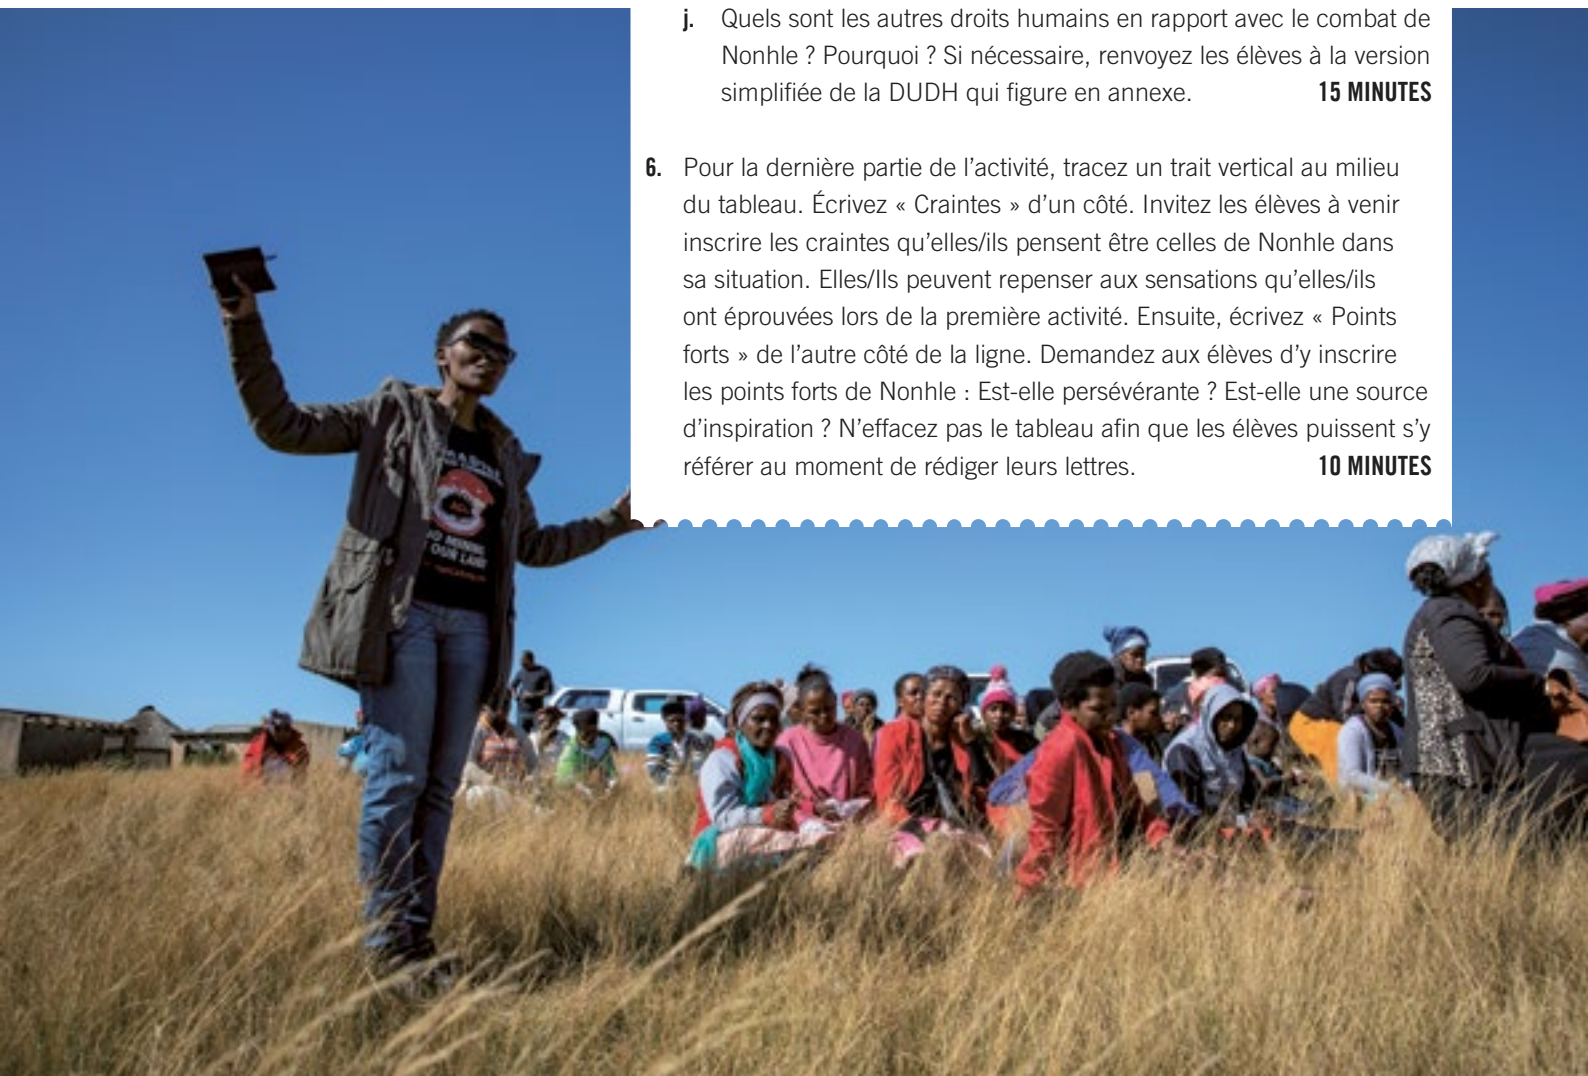 j. Quels sont les autres droits humains en rapport avec le combat de
Nonhle ? Pourquoi ? Si nécessaire, renvoyez les élèves à la version
simplifiée de la DUDH qui figure en annexe. 15 MINUTES
6. Pour la dernière partie de l’activité, tracez un trait vertical au milieu
du tableau. Écrivez « Craintes » d’un côté. Invitez les élèves à venir
inscrire les craintes qu’elles/ils pensent être celles de Nonhle dans
sa situation. Elles/Ils peuvent repenser aux sensations qu’elles/ils
ont éprouvées lors de la première activité. Ensuite, écrivez « Points
forts » de l’autre côté de la ligne. Demandez aux élèves d’y inscrire
les points forts de Nonhle : Est-elle persévérante ? Est-elle une source
d’inspiration ? N’effacez pas le tableau afin que les élèves puissent s’y
référer au moment de rédiger leurs lettres. 10 MINUTES
MINING
OUR LAND